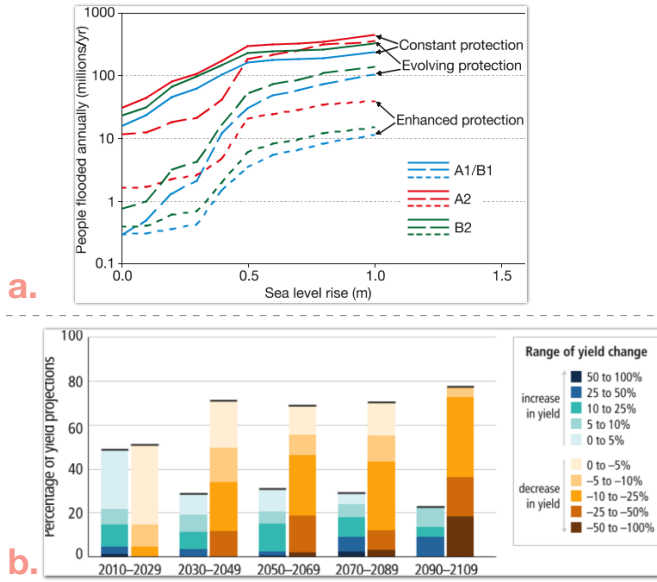 a.
People flooded annually (millions/yr)
1000
100
10
1
0.1
0.0
0.5
1.0
1.5
Sea level rise (m)
Constant protection
Evolving protection
Enhanced protection
A1/B1
A2
B2
b.
Percentage of yield projections
100
80
60
40
20
0
2010–2029
2030–2049
2050–2069
2070–2089
2090–2109
Range of yield change
increase
in yield
50 to 100%
25 to 50%
10 to 25%
5 to 10%
0 to 5%
decrease
in yield
0 to –5%
–5 to –10%
–10 to –25%
–25 to –50%
–50 to –100%